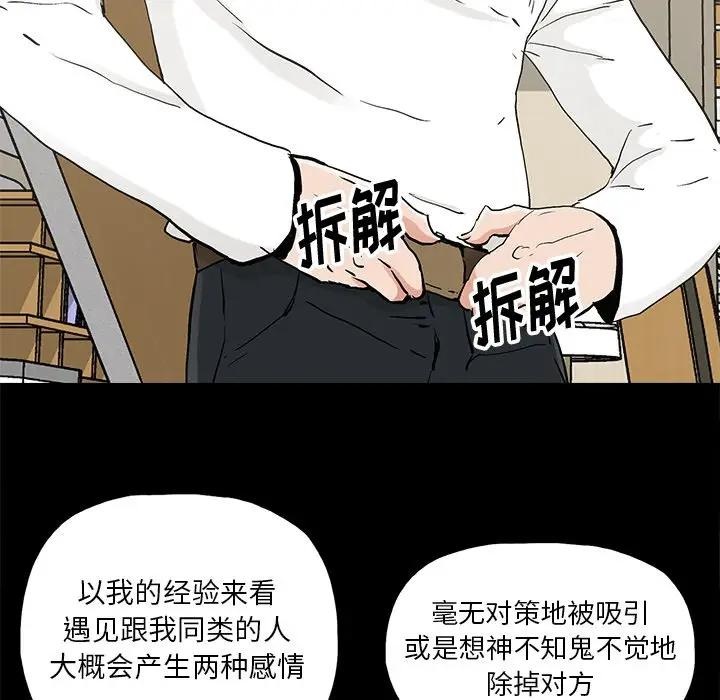 拆解
拆解
以我的经验来看
遇见跟我同类的人
大概会产生两种感情
毫无对策地被吸引
或是想神不知鬼不觉地
除掉对方